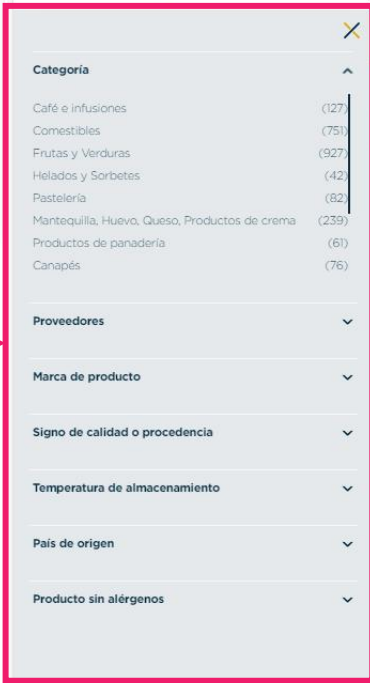 Categoría
Café e infusiones (127)
Comestibles (751)
Frutas y Verduras (927)
Helados y Sorbetes (42)
Pastelería (82)
Mantequilla, Huevo, Queso, Productos de crema (239)
Productos de panadería (61)
Canapés (76)
Proveedores
Marca de producto
Signo de calidad o procedencia
Temperatura de almacenamiento
País de origen
Producto sin alérgenos